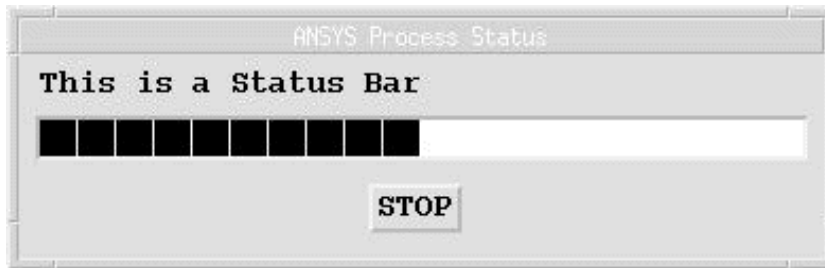 ANSYS Process Status
This is a Status Bar
STOP